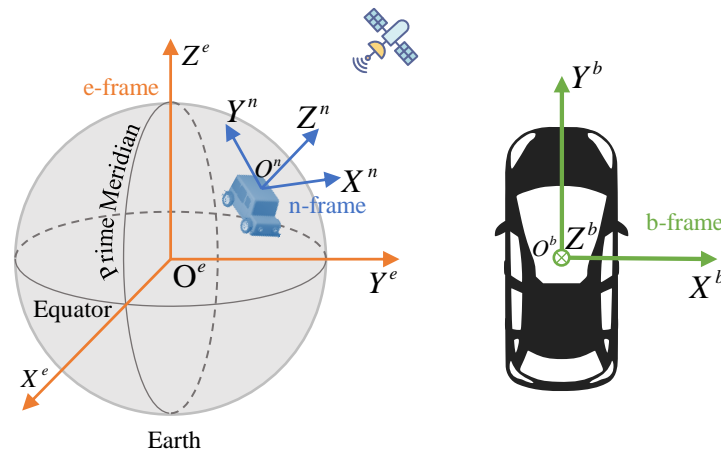 Z^e
e-frame
Y^n
Z^n
O^n
X^n
n-frame
Prime Meridian
O^e
Y^e
Equator
X^e
Earth
Y^b
b-frame
O^b
Z^b
X^b